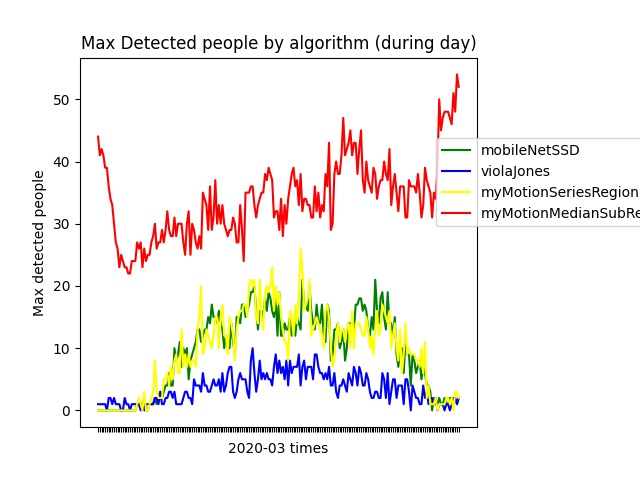 Max Detected people by algorithm (during day)
50
40
30
20
10
0
Max detected people
mobileNetSSD
violaJones
myMotionSeriesRegion
myMotionMedianSubRe
2020-03 times